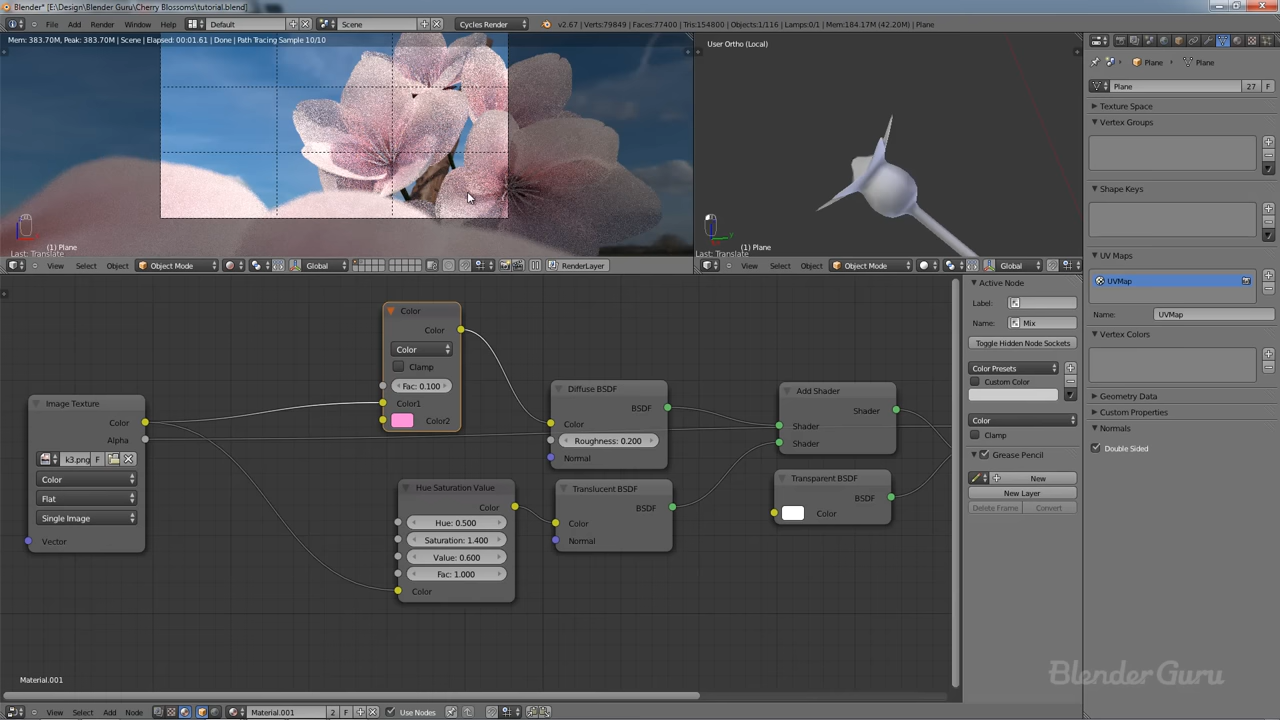 Blender* [E:\Design\Blender Guru\Cherry Blossoms\tutorial.blend]
File Add Render Window Help
Default
Scene
Cycles Render
v2.67 | Verts:79849 | Faces:77400 | Tris:154800 | Objects:1/116 | Lamps:0/1 | Mem:184.17M (42.20M) | Plane
Mem: 383.70M, Peak: 383.70M | Scene | Elapsed: 00:01.61 | Done | Path Tracing Sample 10/10
(1) Plane
Last: Translate
View Select Object
Object Mode
Global
RenderLayer
User Ortho (Local)
(1) Plane
Last: Translate
View Select Object
Object Mode
Global
Plane
Plane
Plane
27
F
Texture Space
Vertex Groups
Shape Keys
UV Maps
UVMap
Name:
UVMap
Vertex Colors
Geometry Data
Custom Properties
Normals
Double Sided
Image Texture
Color
Alpha
k3.png
F
Color
Flat
Single Image
Vector
Color
Color
Color
Clamp
Fac: 0.100
Color1
Color2
Hue Saturation Value
Color
Hue: 0.500
Saturation: 1.400
Value: 0.600
Fac: 1.000
Color
Diffuse BSDF
BSDF
Color
Roughness: 0.200
Normal
Translucent BSDF
BSDF
Color
Normal
Add Shader
Shader
Shader
Shader
Transparent BSDF
BSDF
Color
Active Node
Label:
Name:
Mix
Toggle Hidden Node Sockets
Color Presets
Custom Color
Color
Clamp
Grease Pencil
New
New Layer
Delete Frame
Convert
Material.001
BlenderGuru
View Select Add Node
Material.001
2
F
Use Nodes